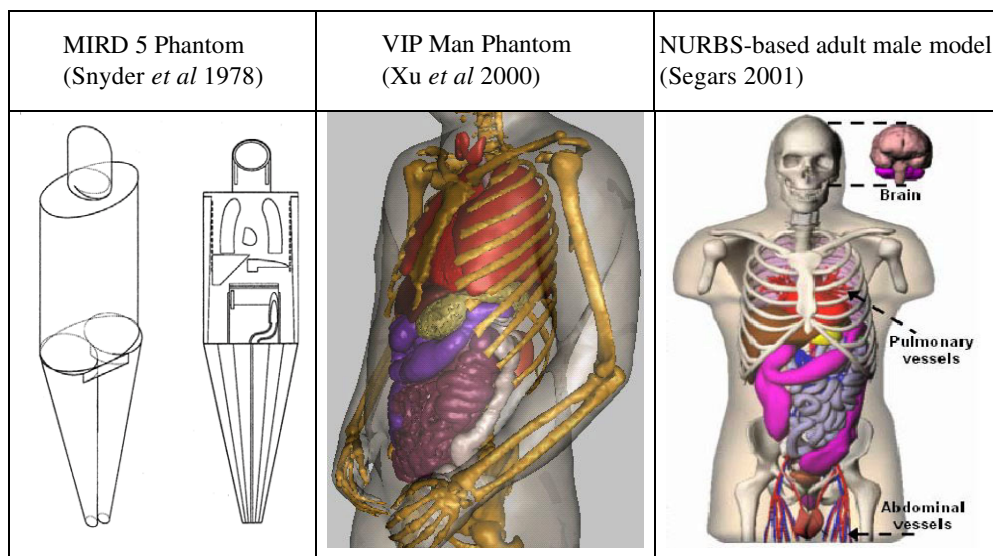 MIRD 5 Phantom
(Snyder et al 1978)
VIP Man Phantom
(Xu et al 2000)
NURBS-based adult male model
(Segars 2001)
Brain
Pulmonary
vessels
Abdominal
vessels